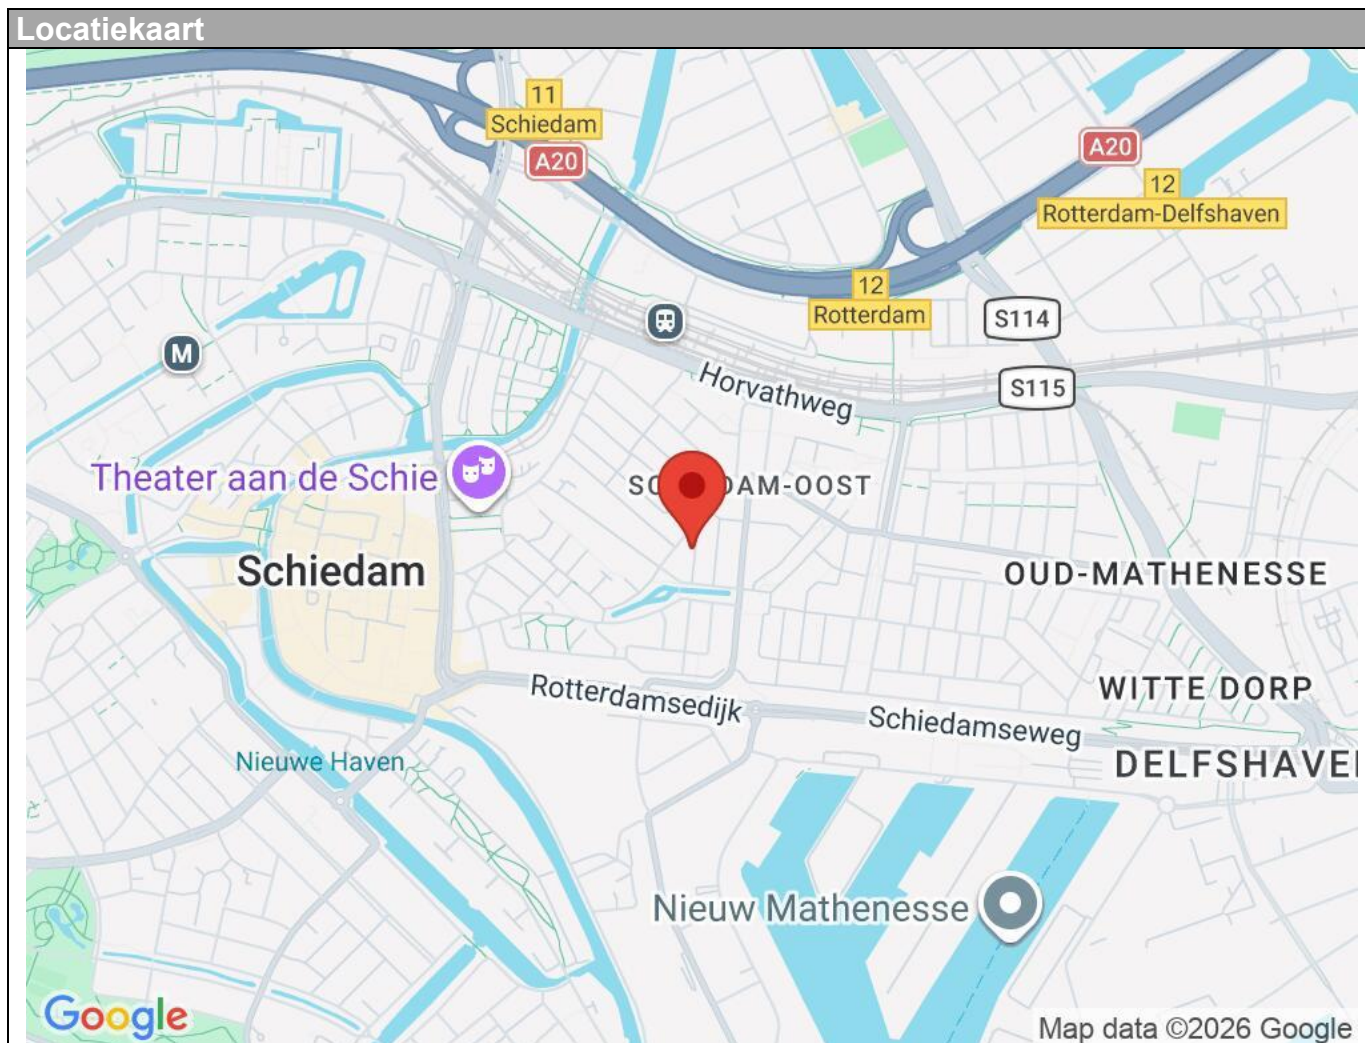 Locatiekaart
11
Schiedam
A20
A20
12
Rotterdam-Delfshaven
12
Rotterdam
S114
M
S115
Horvathweg
Theater aan de Schie
DAM-OOST
Schiedam
OUD-MATHENESSE
Rotterdamsedijk
WITTE DORP
Schiedamseweg
Nieuwe Haven
DELFSHAVE
Nieuw Mathenesse
Google
Map data ©2026 Google